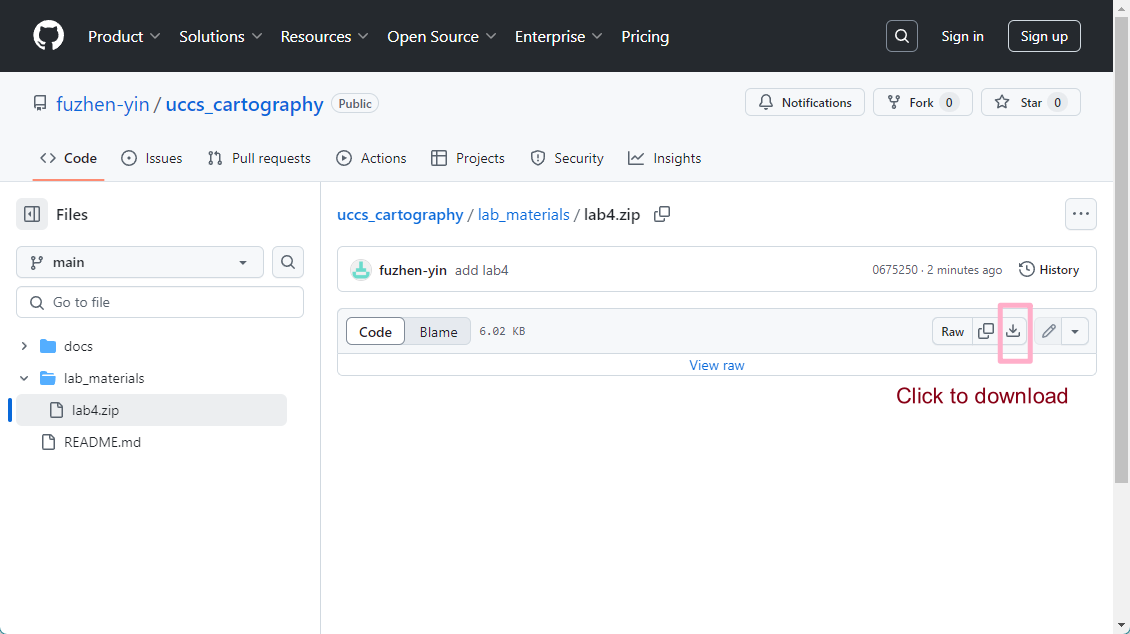 Product Solutions Resources Open Source Enterprise Pricing Sign in Sign up
fuzhen-yin / uccs_cartography Public Notifications Fork 0 Star 0
Code Issues Pull requests Actions Projects Security Insights
Files
uccs_cartography / lab_materials / lab4.zip
main
fuzhen-yin add lab4 0675250 · 2 minutes ago History
Go to file
Code Blame 6.02 KB Raw
docs
View raw
lab_materials
Click to download
lab4.zip
README.md